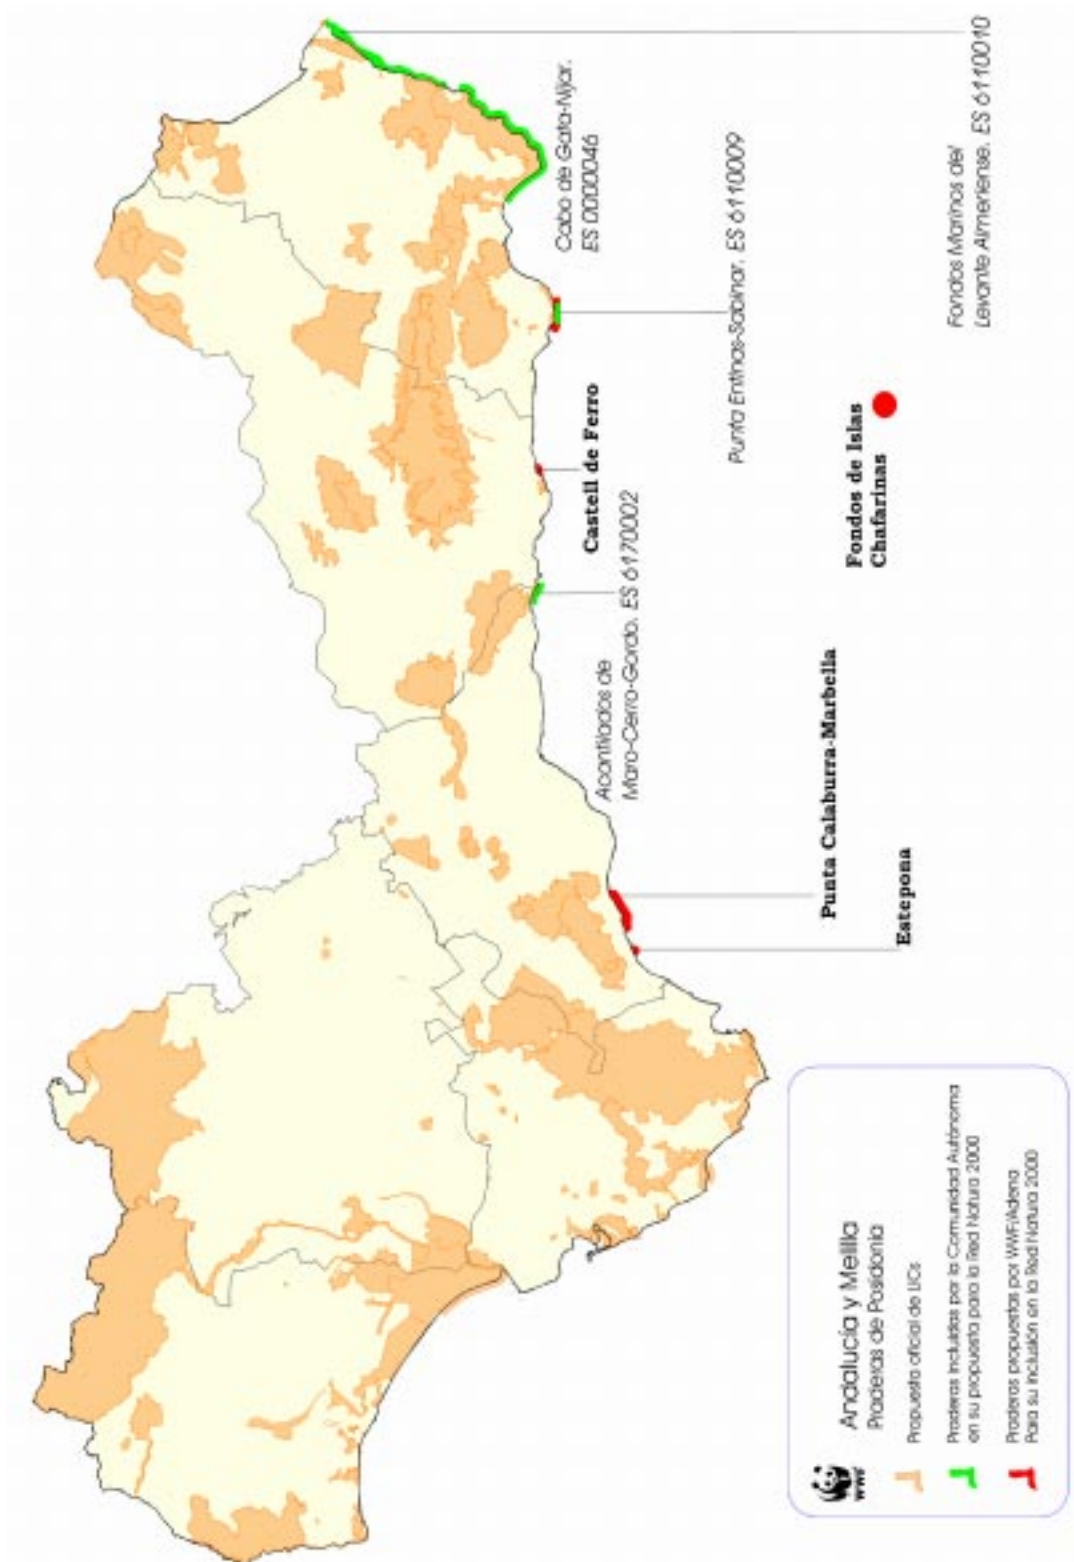 Fondos Marinos del
Levante Almeriense. ES 6110010
Cabo de Gata-Nijar.
ES 0000046
Punta Entinas-Sabinar. ES 6110009
Castell de Ferro
Acantilados de
Maro-Cerro-Gordo. ES 6170002
Fondos de Islas
Chafarinas
Punta Calaburra-Marbella
Estepona
WWF
Andalucía y Melilla
Praderas de Posidonia
Propuesta oficial de LICs
Praderas incluidas por la Comunidad Autónoma
en su propuesta para la Red Natura 2000
Praderas propuestas por WWF/Adena
Para su inclusión en la Red Natura 2000